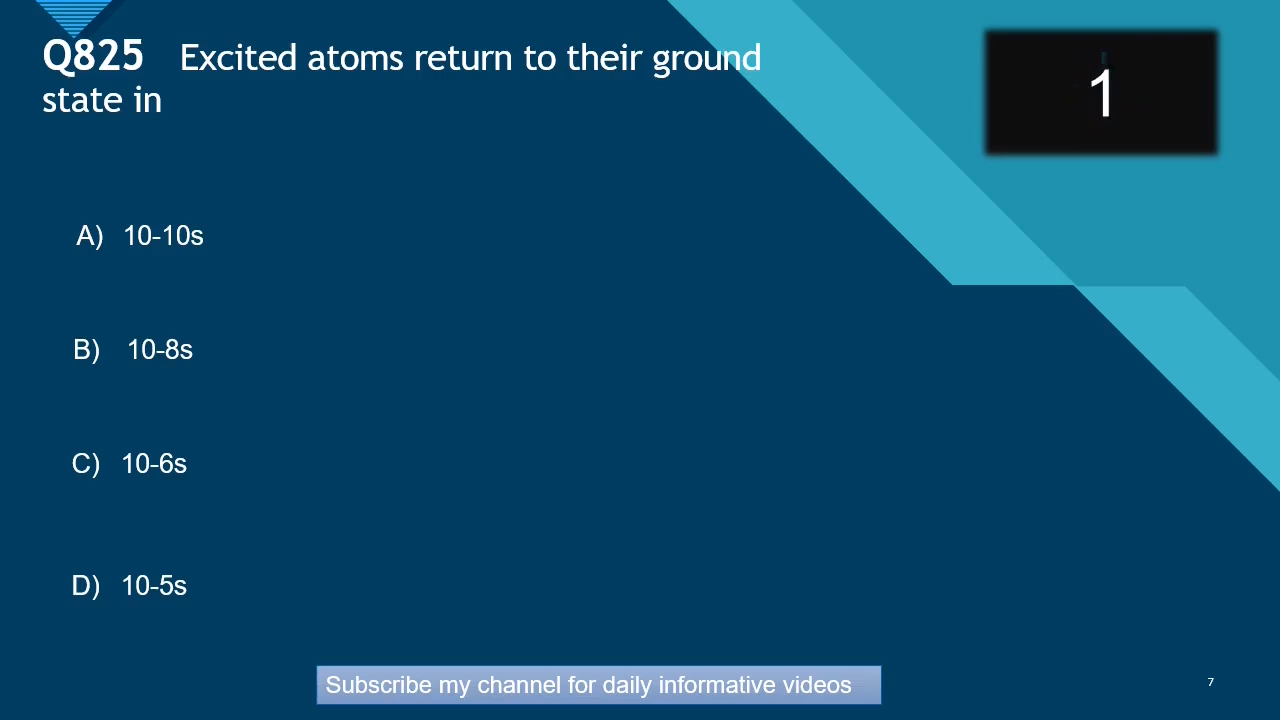 Q825 Excited atoms return to their ground
state in
1
A) 10-10s
B) 10-8s
C) 10-6s
D) 10-5s
Subscribe my channel for daily informative videos
7